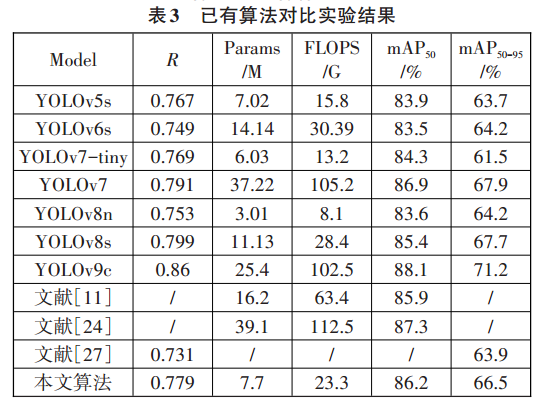 表3 已有算法对比实验结果
Model R Params/M FLOPS/G mAP50/% mAP50-95/%
YOLOv5s 0.767 7.02 15.8 83.9 63.7
YOLOv6s 0.749 14.14 30.39 83.5 64.2
YOLOv7-tiny 0.769 6.03 13.2 84.3 61.5
YOLOv7 0.791 37.22 105.2 86.9 67.9
YOLOv8n 0.753 3.01 8.1 83.6 64.2
YOLOv8s 0.799 11.13 28.4 85.4 67.7
YOLOv9c 0.86 25.4 102.5 88.1 71.2
文献[11] / 16.2 63.4 85.9 /
文献[24] / 39.1 112.5 87.3 /
文献[27] 0.731 / / / 63.9
本文算法 0.779 7.7 23.3 86.2 66.5